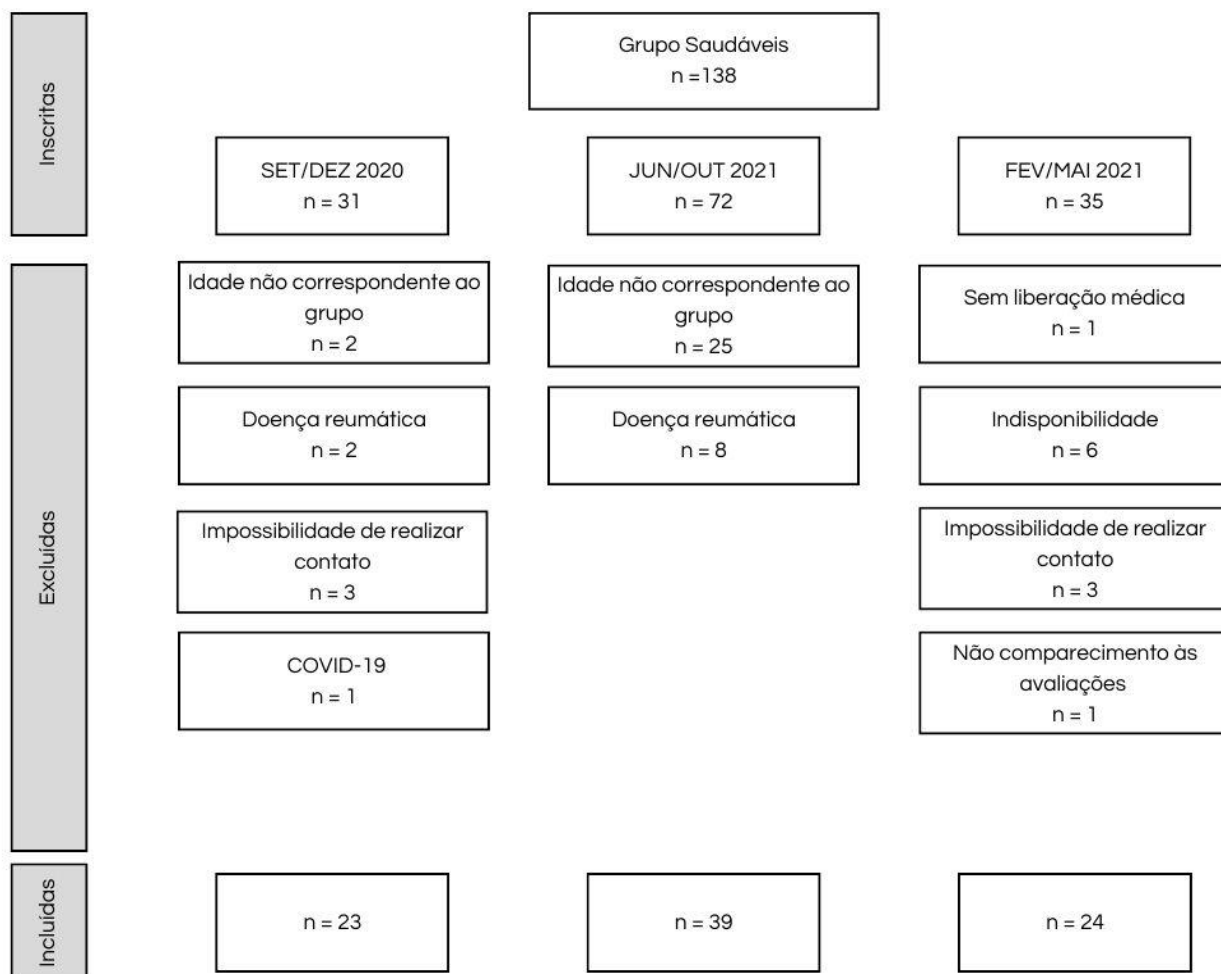 Inscritas
Grupo Saudáveis
n =138
SET/DEZ 2020
n = 31
JUN/OUT 2021
n = 72
FEV/MAI 2021
n = 35
Excluídas
Idade não correspondente ao
grupo
n = 2
Idade não correspondente ao
grupo
n = 25
Sem liberação médica
n = 1
Doença reumática
n = 2
Doença reumática
n = 8
Indisponibilidade
n = 6
Impossibilidade de realizar
contato
n = 3
Impossibilidade de realizar
contato
n = 3
COVID-19
n = 1
Não comparecimento às
avaliações
n = 1
Incluídas
n = 23
n = 39
n = 24